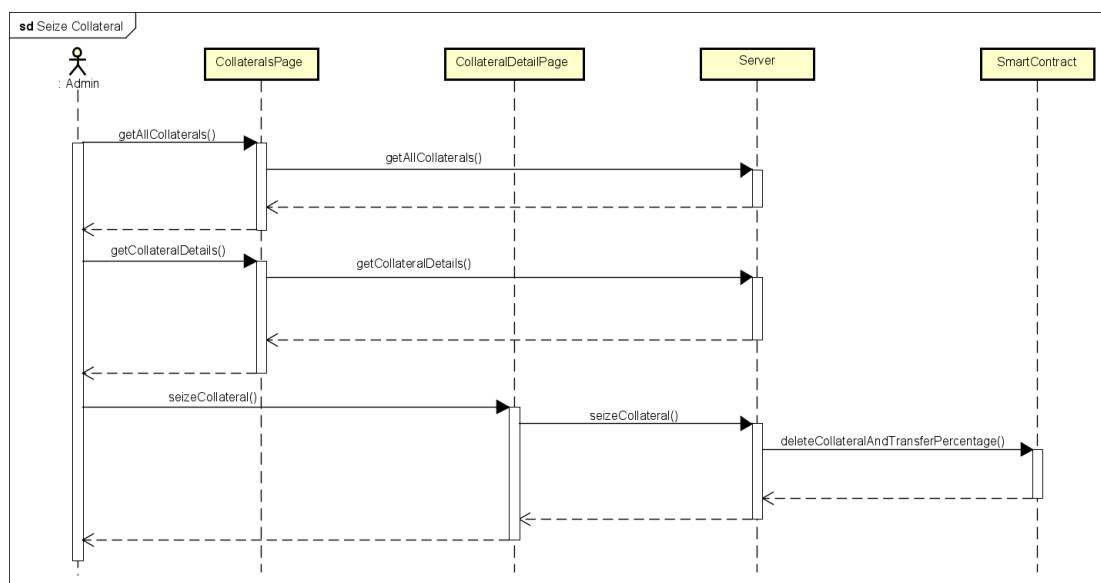 sd Seize Collateral
: Admin
CollateralsPage
CollateralDetailPage
Server
SmartContract
getAllCollaterals()
getAllCollaterals()
getCollateralDetails()
getCollateralDetails()
seizeCollateral()
seizeCollateral()
deleteCollateralAndTransferPercentage()